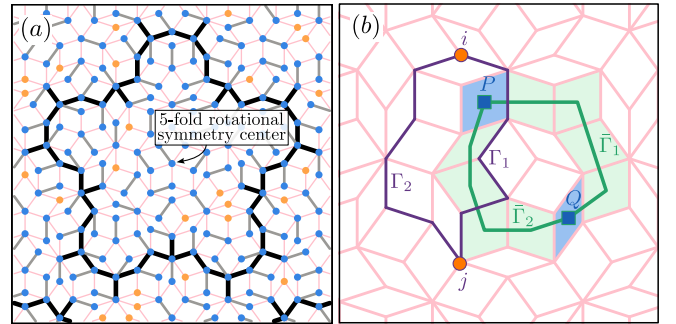 (a)
5-fold rotational
symmetry center
(b)
i
P
Γ̄₁
Γ₁
Γ₂
Q
Γ̄₂
j